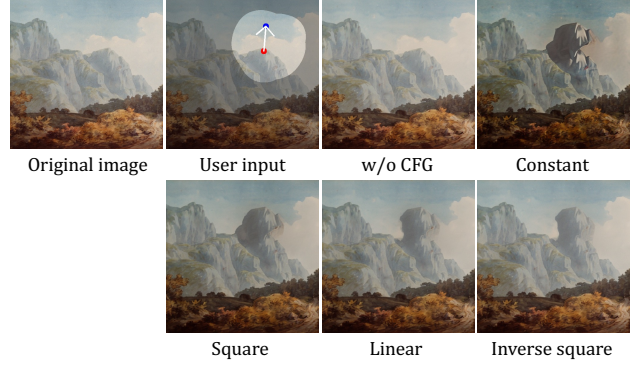 Original image
User input
w/o CFG
Constant
Square
Linear
Inverse square